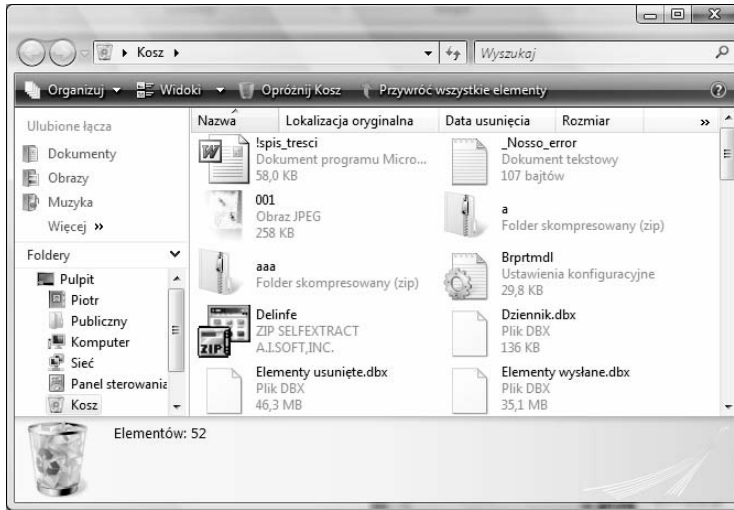 Kosz
Wyszukaj
Organizuj Widoki Opróżnij Kosz Przywróć wszystkie elementy
Ulubione łącza
Dokumenty
Obrazy
Muzyka
Więcej »
Foldery
Pulpit
Piotr
Publiczny
Komputer
Sieć
Panel sterowania
Kosz
Nazwa Lokalizacja oryginalna Data usunięcia Rozmiar »
!spis_tresci
Dokument programu Micro...
58,0 KB
_Nosso_error
Dokument tekstowy
107 bajtów
001
Obraz JPEG
258 KB
a
Folder skompresowany (zip)
aaa
Folder skompresowany (zip)
Brprtmdl
Ustawienia konfiguracyjne
29,8 KB
Delinfe
ZIP SELFEXTRACT
A.I.SOFT,INC.
ZIP
Dziennik.dbx
Plik DBX
136 KB
Elementy usunięte.dbx
Plik DBX
46,3 MB
Elementy wysłane.dbx
Plik DBX
35,1 MB
Elementów: 52